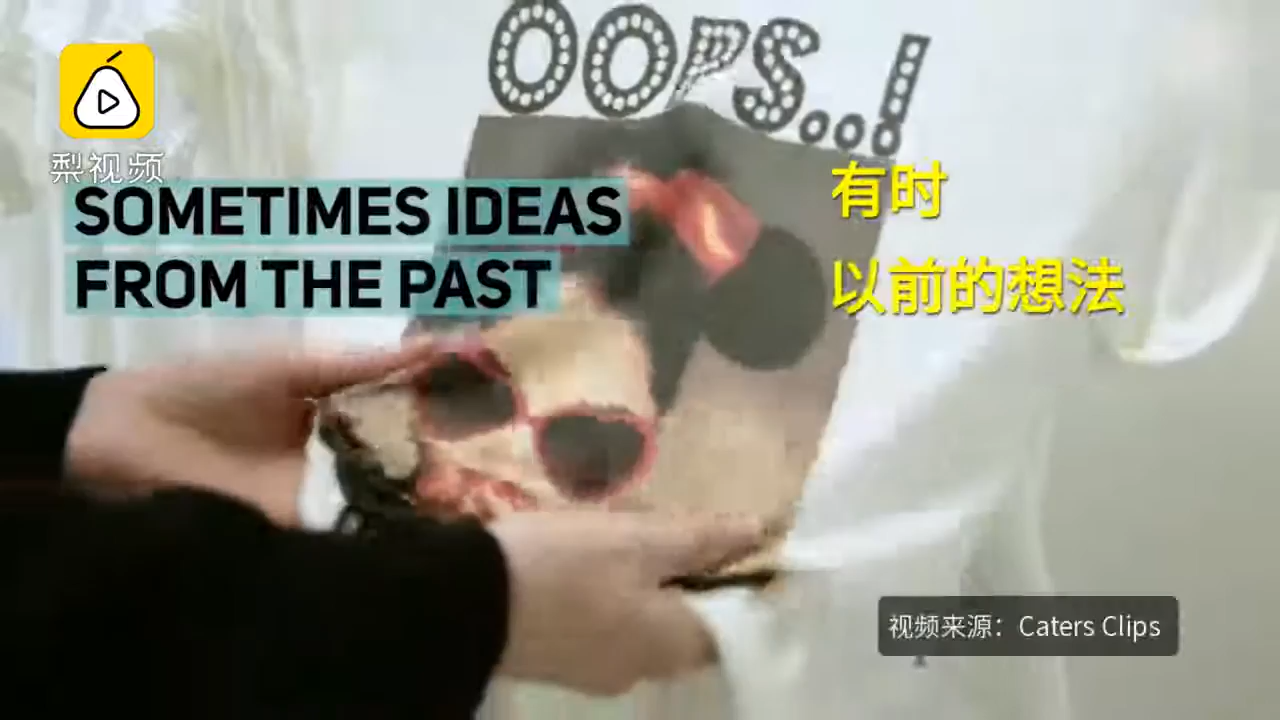 OOPS..!
梨视频
SOMETIMES IDEAS
FROM THE PAST
有时
以前的想法
视频来源：Caters Clips